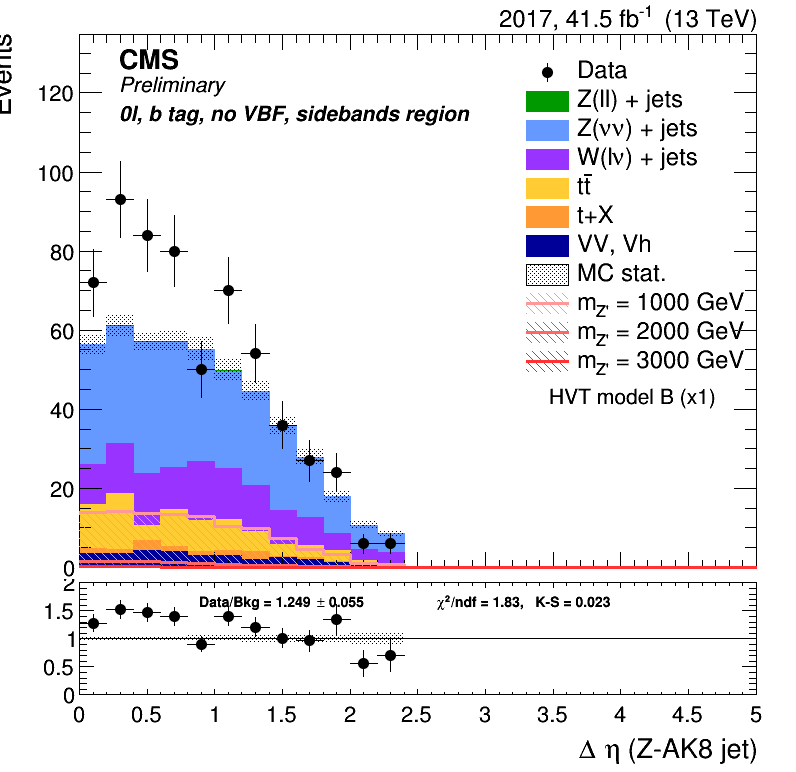 2017, 41.5 fb⁻¹ (13 TeV)
Events
CMS
Preliminary
0l, b tag, no VBF, sidebands region
Data
Z(ll) + jets
Z(νν) + jets
W(lν) + jets
tt̄
t+X
VV, Vh
MC stat.
m_Z' = 1000 GeV
m_Z' = 2000 GeV
m_Z' = 3000 GeV
HVT model B (x1)
120
100
80
60
40
20
0
Data/Bkg = 1.249 ± 0.055
χ²/ndf = 1.83, K-S = 0.023
2
1.5
1
0.5
0
0 0.5 1 1.5 2 2.5 3 3.5 4 4.5 5
Δ η (Z-AK8 jet)